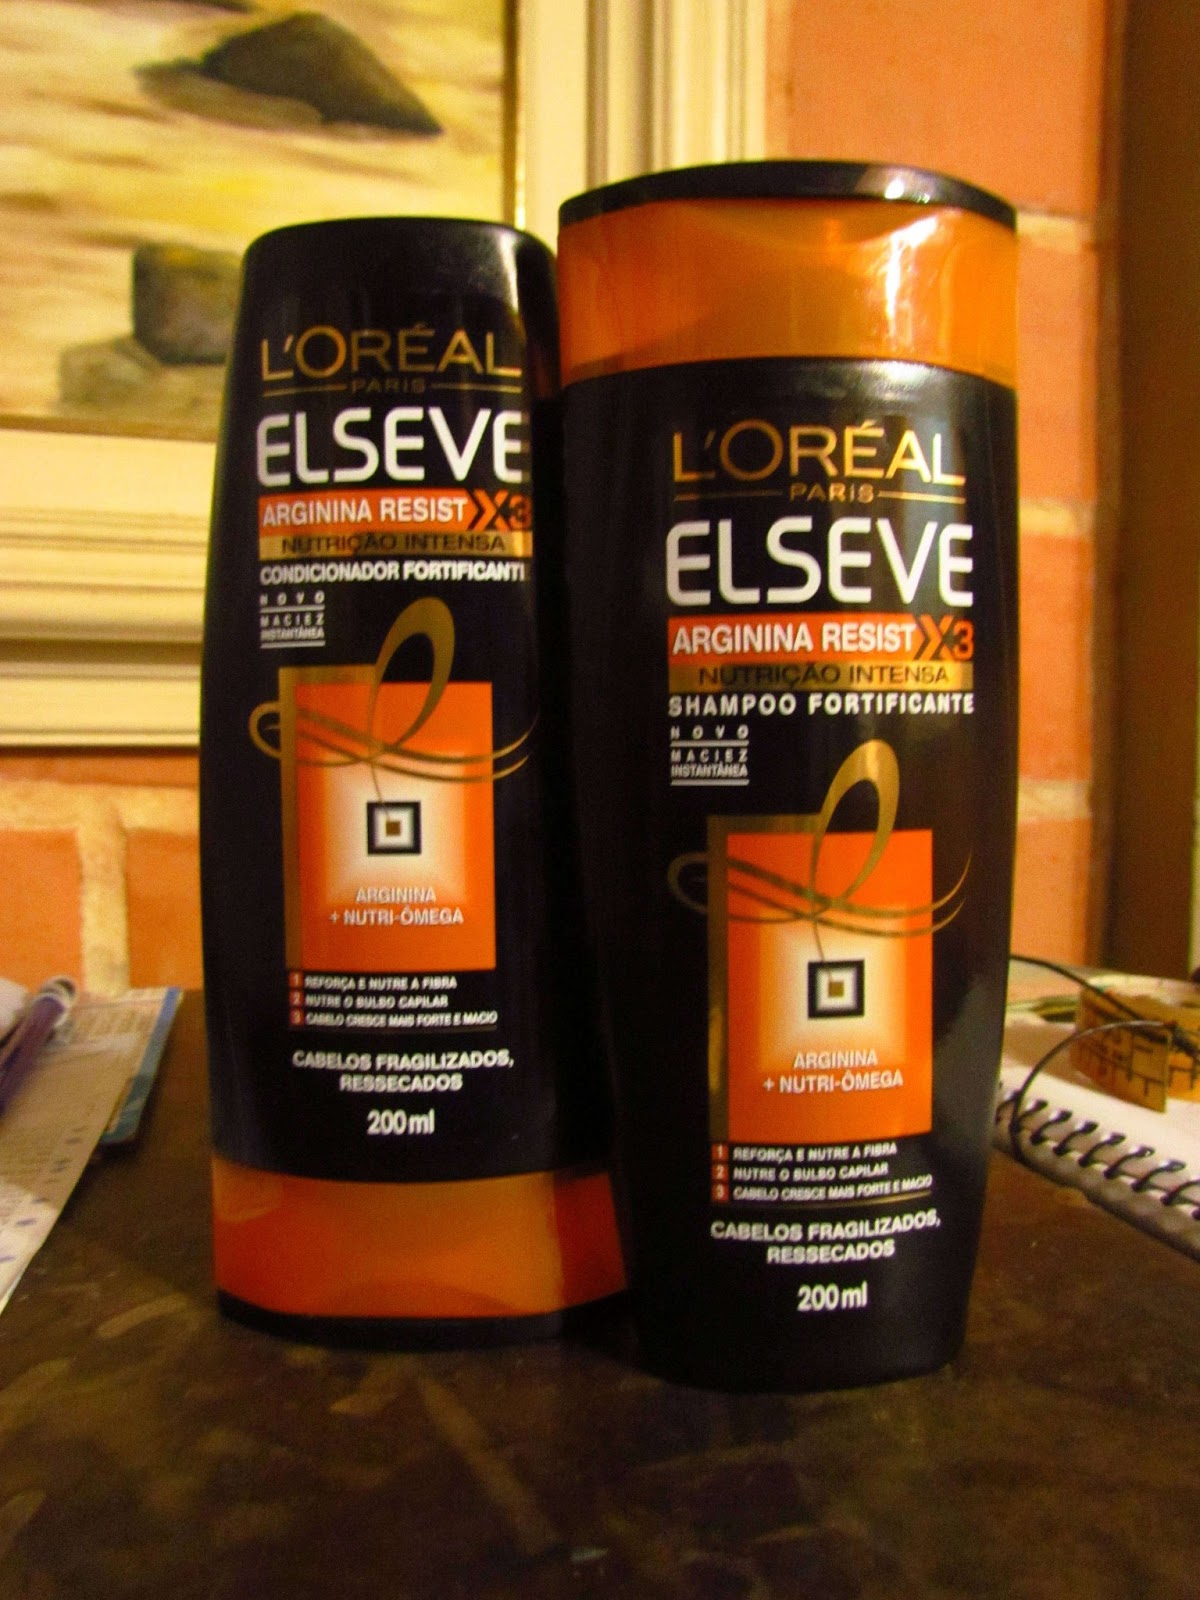 L'ORÉAL
PARIS
ELSEVE
ARGININA RESIST X3
NUTRIÇÃO INTENSA
CONDICIONADOR FORTIFICANTE
NOVO
MACIEZ
INSTANTÂNEA
ARGININA
+ NUTRI-ÔMEGA
1 REFORÇA E NUTRE A FIBRA
2 NUTRE O BULBO CAPILAR
3 CABELO CRESCE MAIS FORTE E MACIO
CABELOS FRAGILIZADOS,
RESSECADOS
200ml
L'ORÉAL
PARIS
ELSEVE
ARGININA RESIST X3
NUTRIÇÃO INTENSA
SHAMPOO FORTIFICANTE
NOVO
MACIEZ
INSTANTÂNEA
ARGININA
+ NUTRI-ÔMEGA
1 REFORÇA E NUTRE A FIBRA
2 NUTRE O BULBO CAPILAR
3 CABELO CRESCE MAIS FORTE E MACIO
CABELOS FRAGILIZADOS,
RESSECADOS
200ml